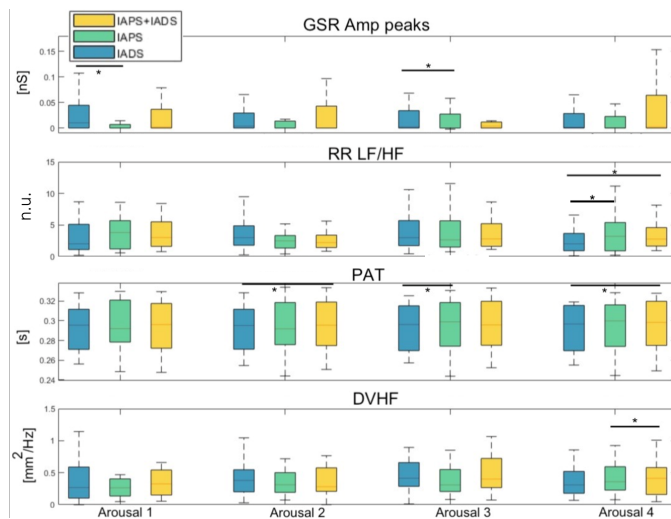 GSR Amp peaks
IAPS+IADS
IAPS
IADS
[nS]
0.15
0.1
0.05
0
*
*
RR LF/HF
n.u.
15
10
5
0
*
*
PAT
[s]
0.32
0.3
0.28
0.26
0.24
*
*
*
DVHF
[mm²/Hz]
1.5
1
0.5
0
*
Arousal 1
Arousal 2
Arousal 3
Arousal 4